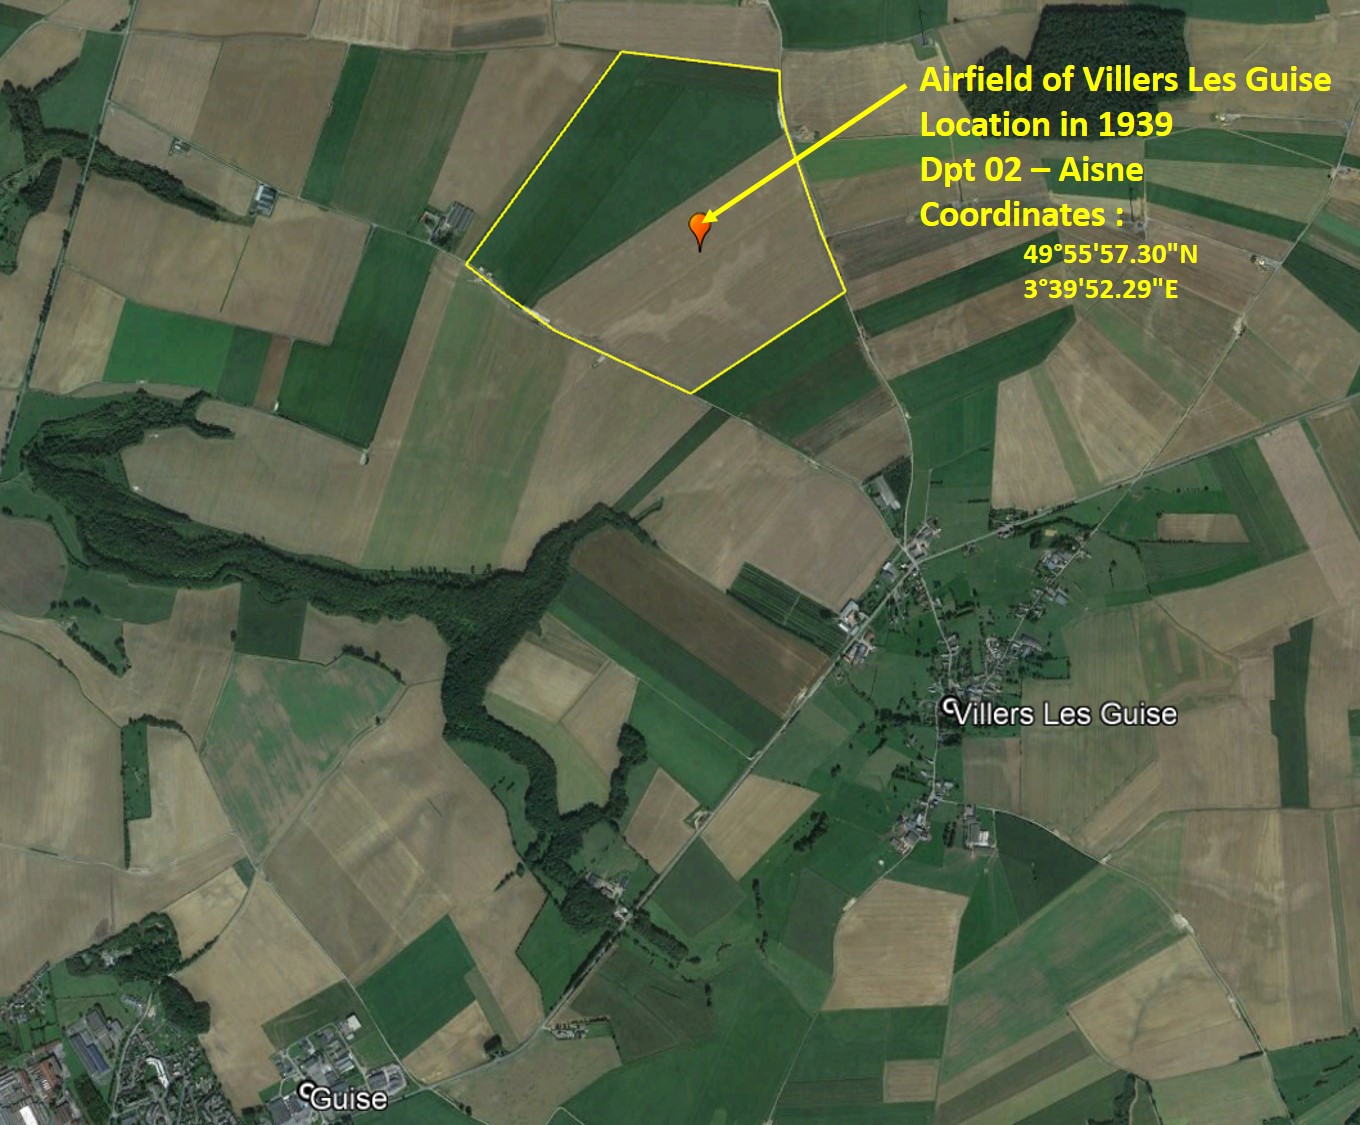 Airfield of Villers Les Guise
Location in 1939
Dpt 02 – Aisne
Coordinates :
49°55'57.30"N
3°39'52.29"E
Villers Les Guise
Guise